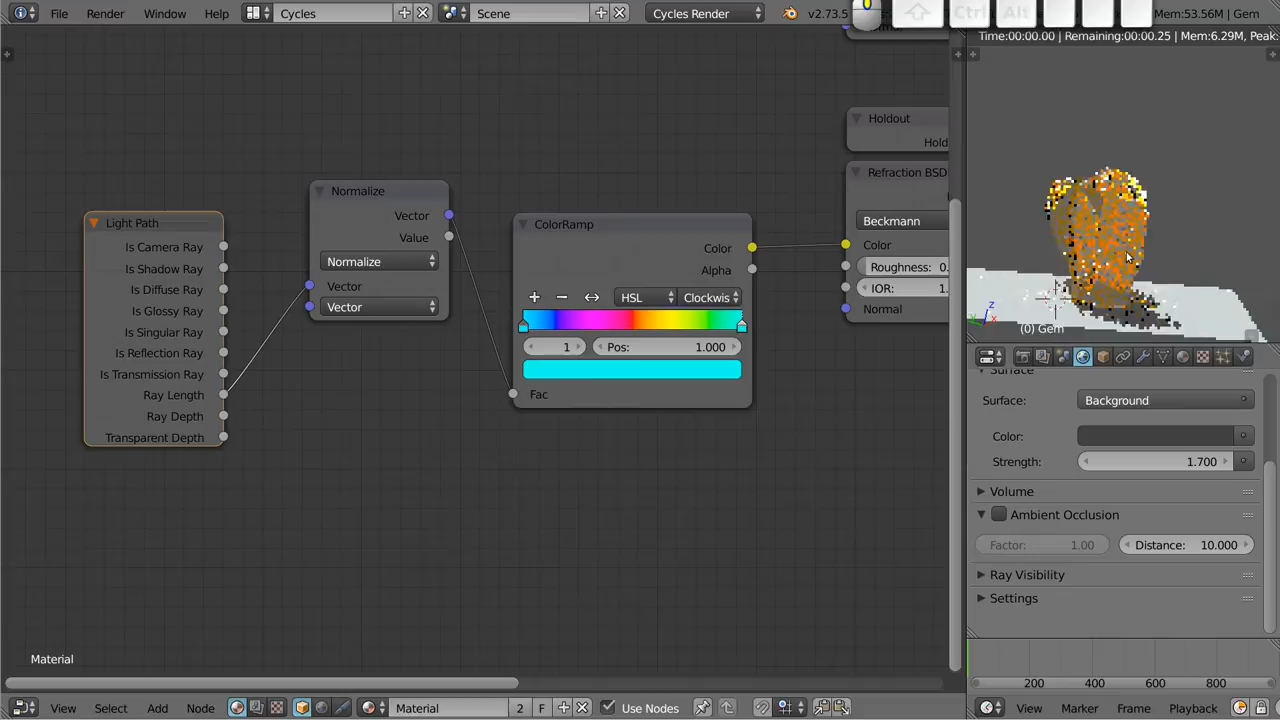 File Render Window Help Cycles Scene Cycles Render v2.73.5 Ctrl Alt Mem:53.56M | Gem
Time:00:00.00 | Remaining:00:00.25 | Mem:6.29M, Peak:
Holdout
Hold
Normalize
Vector
Value
Normalize
Vector
Vector
Light Path
Is Camera Ray
Is Shadow Ray
Is Diffuse Ray
Is Glossy Ray
Is Singular Ray
Is Reflection Ray
Is Transmission Ray
Ray Length
Ray Depth
Transparent Depth
ColorRamp
Color
Alpha
HSL Clockwis
1 Pos: 1.000
Fac
Refraction BSD
Beckmann
Color
Roughness: 0.
IOR: 1.
Normal
z
y x
(0) Gem
Surface
Surface: Background
Color:
Strength: 1.700
Volume
Ambient Occlusion
Factor: 1.00 Distance: 10.000
Ray Visibility
Settings
Material
200 400 600 800
View Select Add Node Material 2 F Use Nodes
View Marker Frame Playback